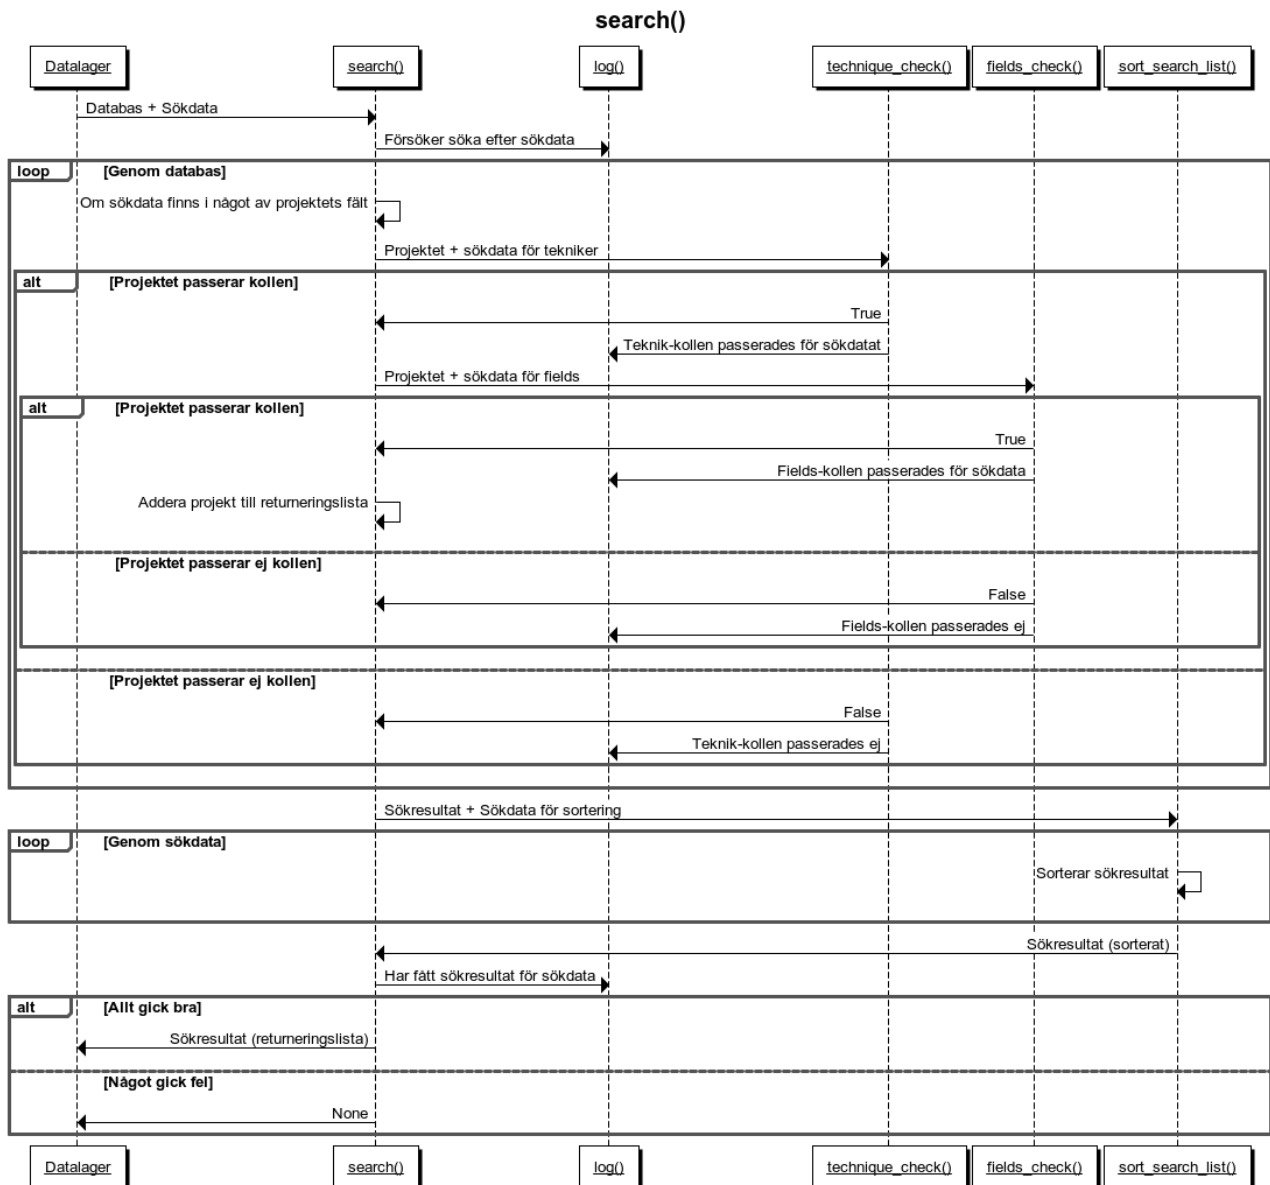 search()
Datalager
search()
log()
technique_check()
fields_check()
sort_search_list()
Databas + Sökdata
Försöker söka efter sökdata
loop
[Genom databas]
Om sökdata finns i något av projektets fält
Projektet + sökdata för tekniker
alt
[Projektet passerar kollen]
True
Teknik-kollen passerades för sökdatat
Projektet + sökdata för fields
alt
[Projektet passerar kollen]
True
Fields-kollen passerades för sökdata
Addera projekt till returneringslista
[Projektet passerar ej kollen]
False
Fields-kollen passerades ej
[Projektet passerar ej kollen]
False
Teknik-kollen passerades ej
Sökresultat + Sökdata för sortering
loop
[Genom sökdata]
Sorterar sökresultat
Sökresultat (sorterat)
Har fått sökresultat för sökdata
alt
[Allt gick bra]
Sökresultat (returneringslista)
[Något gick fel]
None
Datalager
search()
log()
technique_check()
fields_check()
sort_search_list()